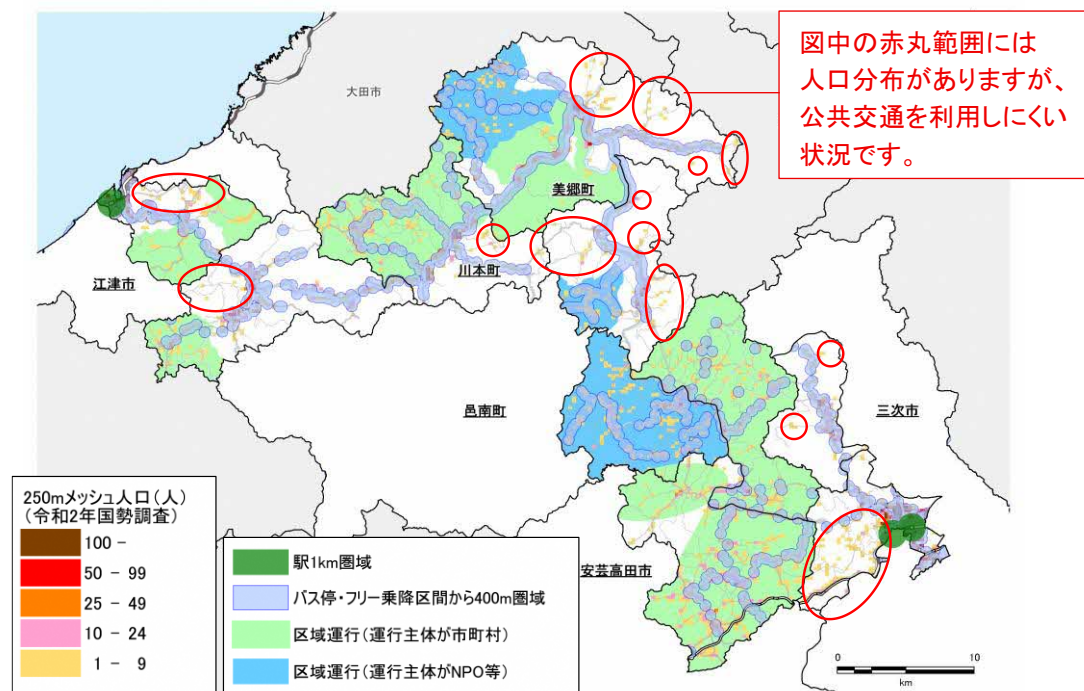 図中の赤丸範囲には
人口分布がありますが、
公共交通を利用しにくい
状況です。
大田市
美郷町
川本町
江津市
邑南町
三次市
安芸高田市
250mメッシュ人口(人)
(令和2年国勢調査)
100 -
50 - 99
25 - 49
10 - 24
1 - 9
駅1km圏域
バス停・フリー乗降区間から400m圏域
区域運行(運行主体が市町村)
区域運行(運行主体がNPO等)
0 10
km